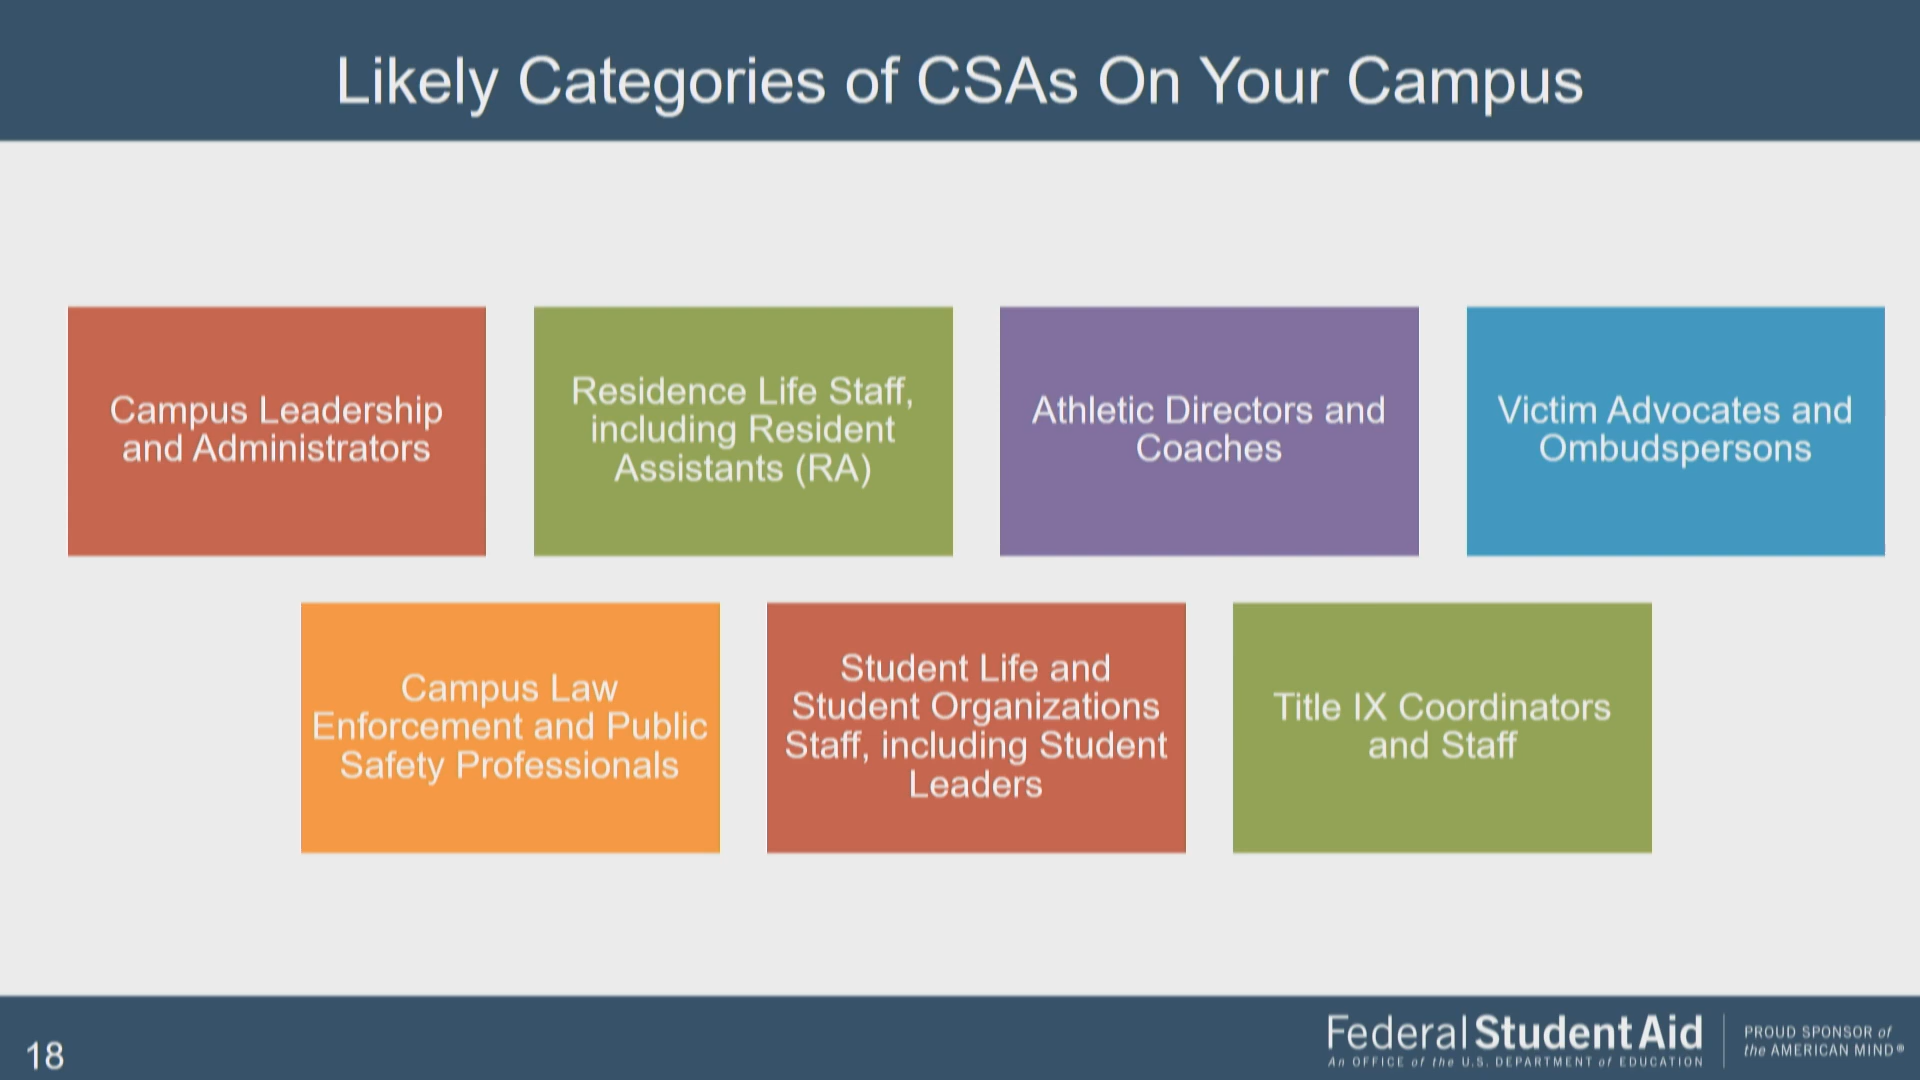 Likely Categories of CSAs On Your Campus
Campus Leadership
and Administrators
Residence Life Staff,
including Resident
Assistants (RA)
Athletic Directors and
Coaches
Victim Advocates and
Ombudspersons
Campus Law
Enforcement and Public
Safety Professionals
Student Life and
Student Organizations
Staff, including Student
Leaders
Title IX Coordinators
and Staff
18
Federal Student Aid
An OFFICE of the U.S. DEPARTMENT of EDUCATION
PROUD SPONSOR of
the AMERICAN MIND®